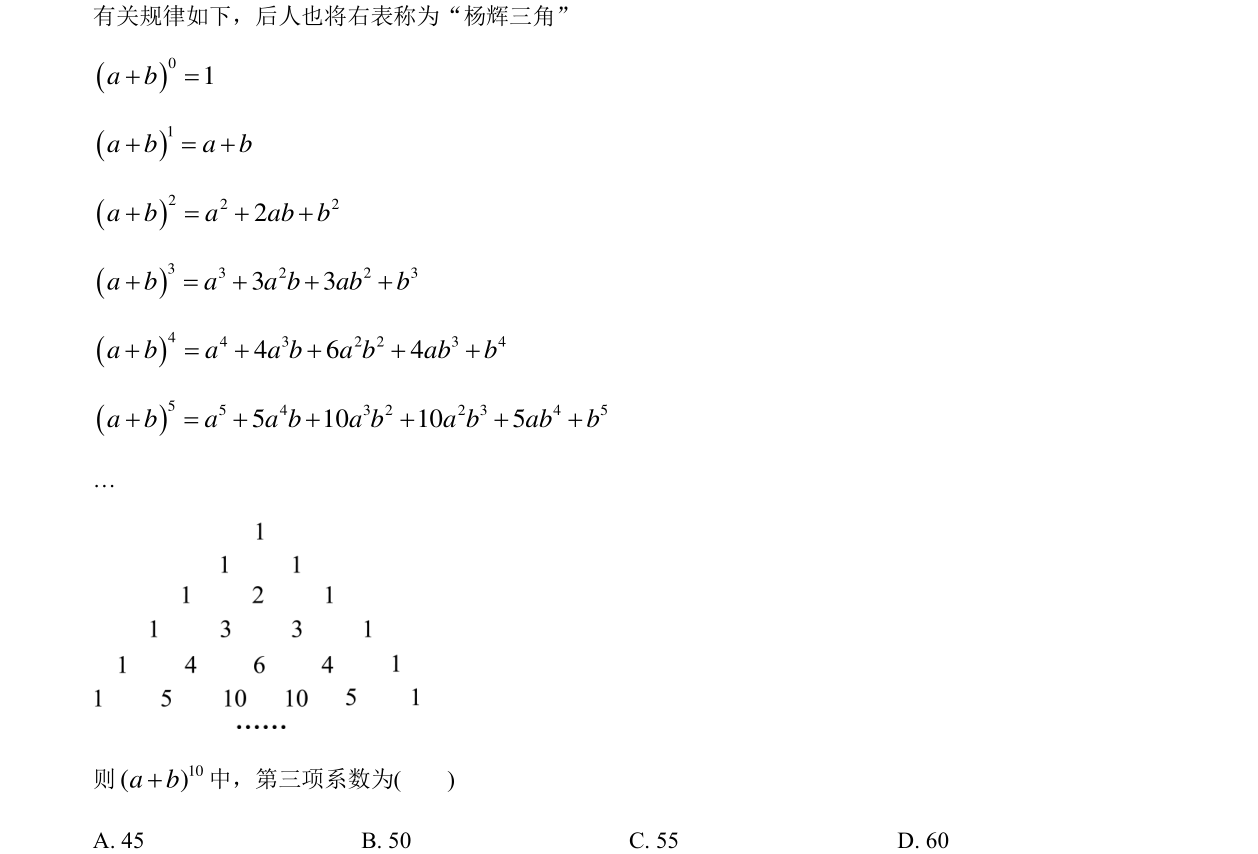 有关规律如下，后人也将右表称为“杨辉三角”
(a+b)⁰=1
(a+b)¹=a+b
(a+b)²=a²+2ab+b²
(a+b)³=a³+3a²b+3ab²+b³
(a+b)⁴=a⁴+4a³b+6a²b²+4ab³+b⁴
(a+b)⁵=a⁵+5a⁴b+10a³b²+10a²b³+5ab⁴+b⁵
…
1
1 1
1 2 1
1 3 3 1
1 4 6 4 1
1 5 10 10 5 1
……
则(a+b)¹⁰中，第三项系数为( )
A. 45 B. 50 C. 55 D. 60